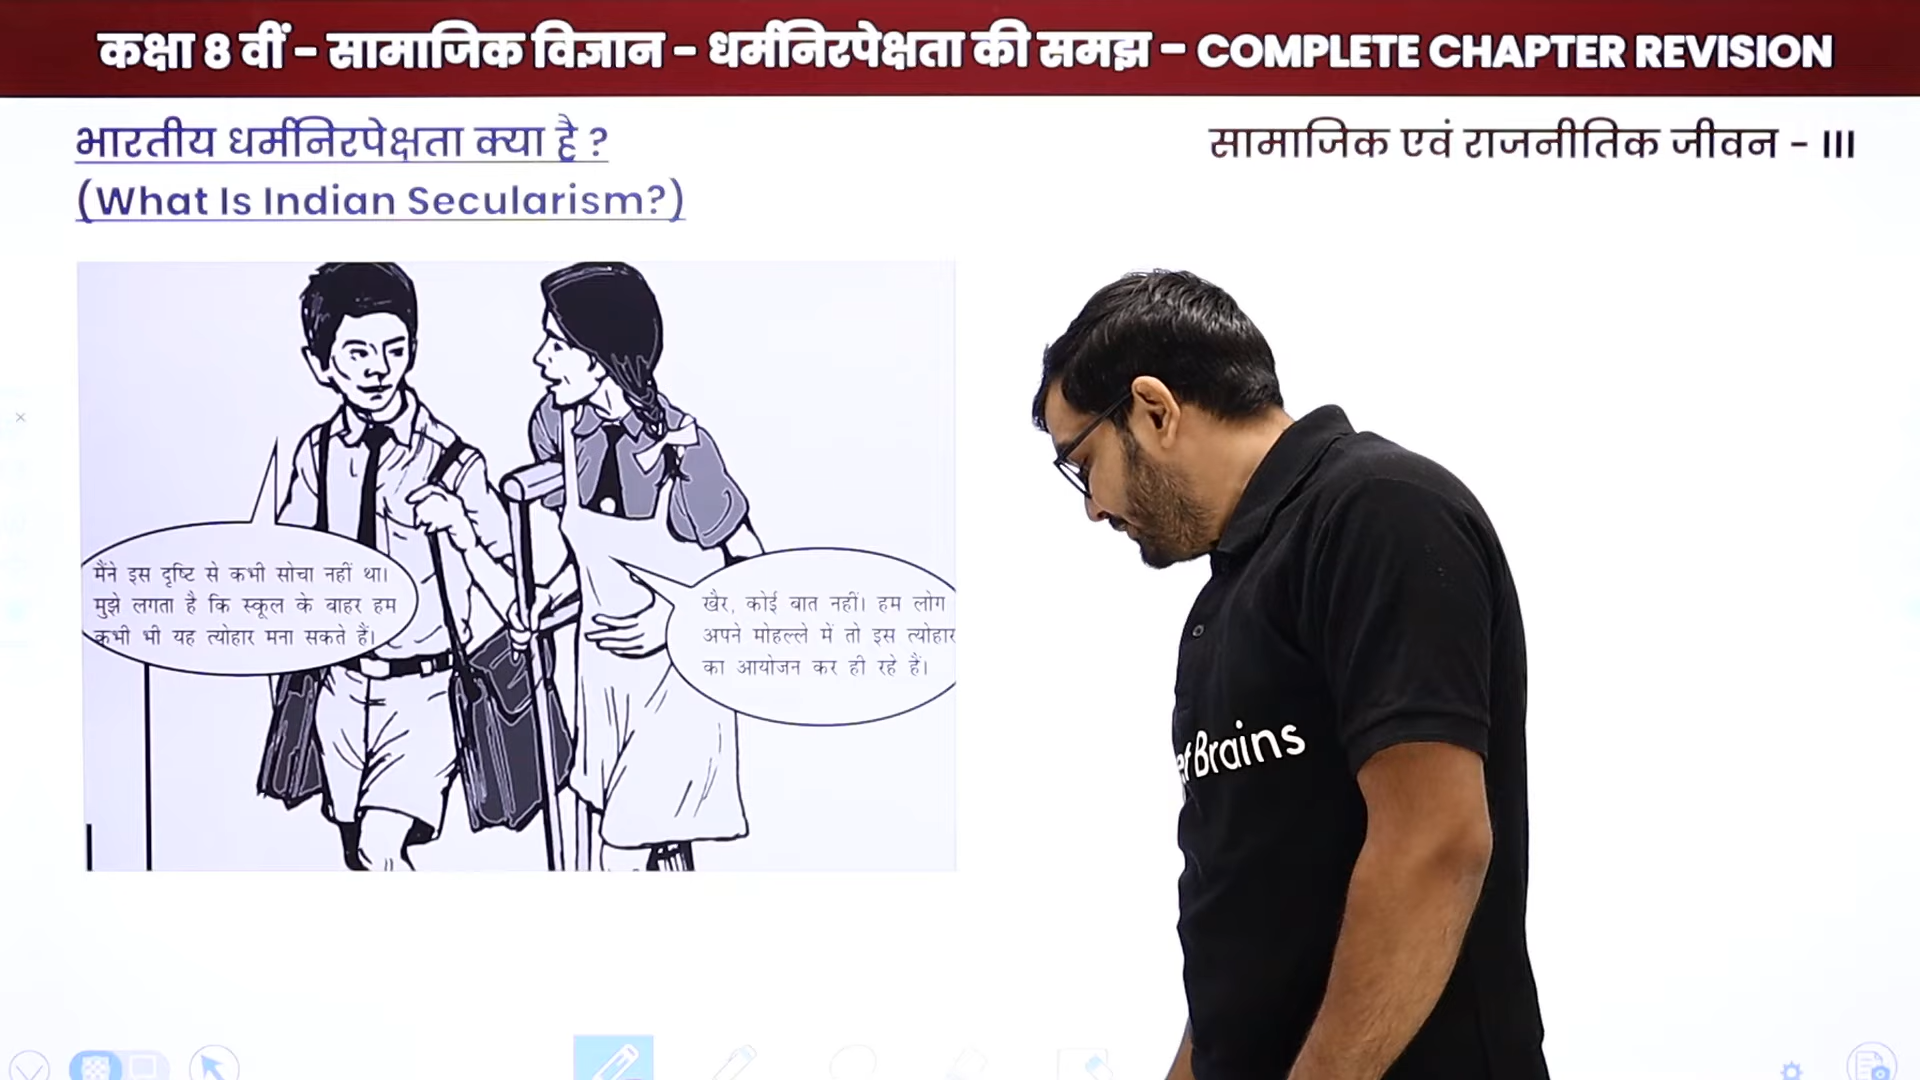 कक्षा 8 वीं - सामाजिक विज्ञान - धर्मनिरपेक्षता की समझ - COMPLETE CHAPTER REVISION
भारतीय धर्मनिरपेक्षता क्या है ?
(What Is Indian Secularism?)
सामाजिक एवं राजनीतिक जीवन - III
मैंने इस दृष्टि से कभी सोचा नहीं था।
मुझे लगता है कि स्कूल के बाहर हम
कभी भी यह त्योहार मना सकते हैं।
खैर, कोई बात नहीं। हम लोग
अपने मोहल्ले में तो इस त्योहार
का आयोजन कर ही रहे हैं।
Brains